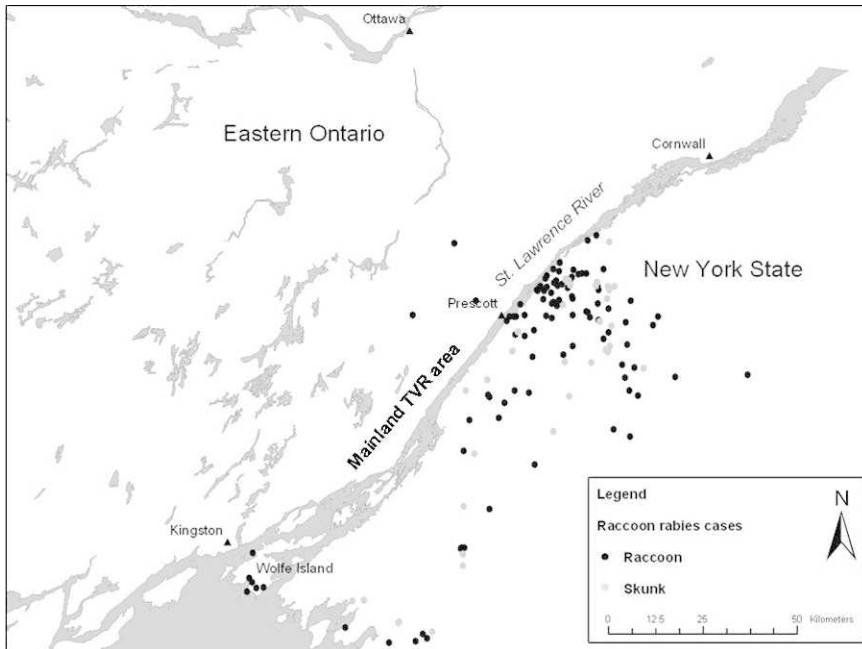 Ottawa
Eastern Ontario
Cornwall
St. Lawrence River
New York State
Prescott
Mainland TVR area
Kingston
Wolfe Island
Legend
Raccoon rabies cases
Raccoon
Skunk
N
0 12.5 25 50 Kilometers